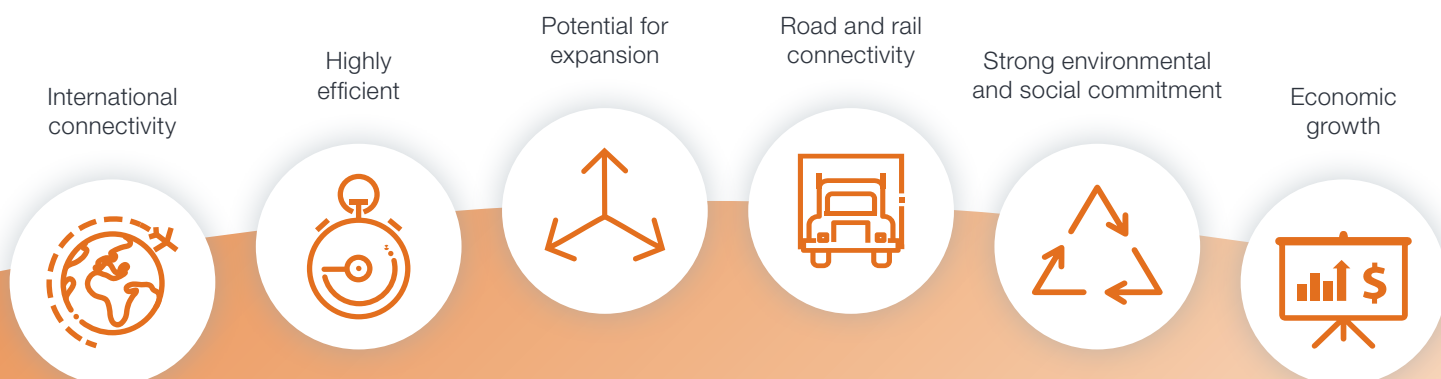 International
connectivity
Highly
efficient
Potential for
expansion
Road and rail
connectivity
Strong environmental
and social commitment
Economic
growth
$